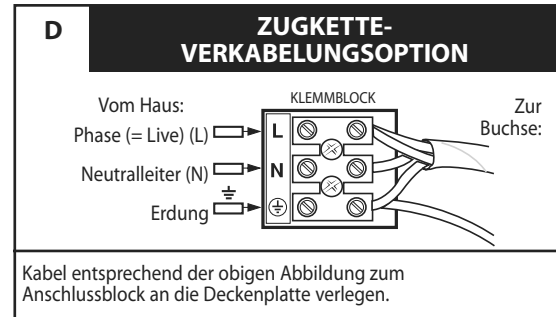 D
ZUGKETTE-
VERKABELUNGSOPTION
KLEMMBLOCK
Vom Haus:
Phase (= Live) (L)
Neutralleiter (N)
Erdung
L
N
Zur
Buchse:
Kabel entsprechend der obigen Abbildung zum
Anschlussblock an die Deckenplatte verlegen.